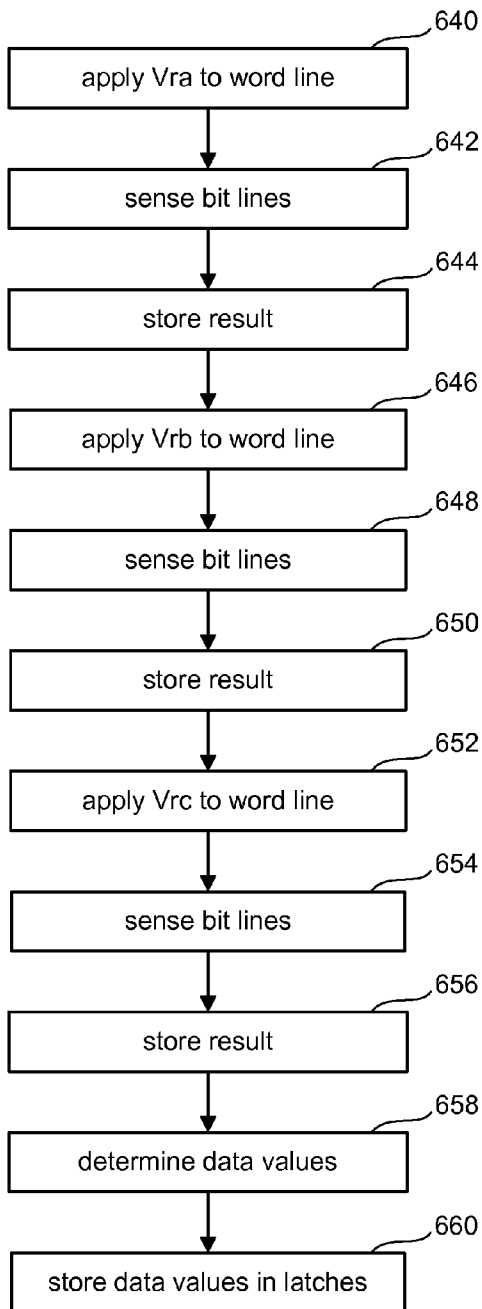 640
apply Vra to word line
642
sense bit lines
644
store result
646
apply Vrb to word line
648
sense bit lines
650
store result
652
apply Vrc to word line
654
sense bit lines
656
store result
658
determine data values
660
store data values in latches